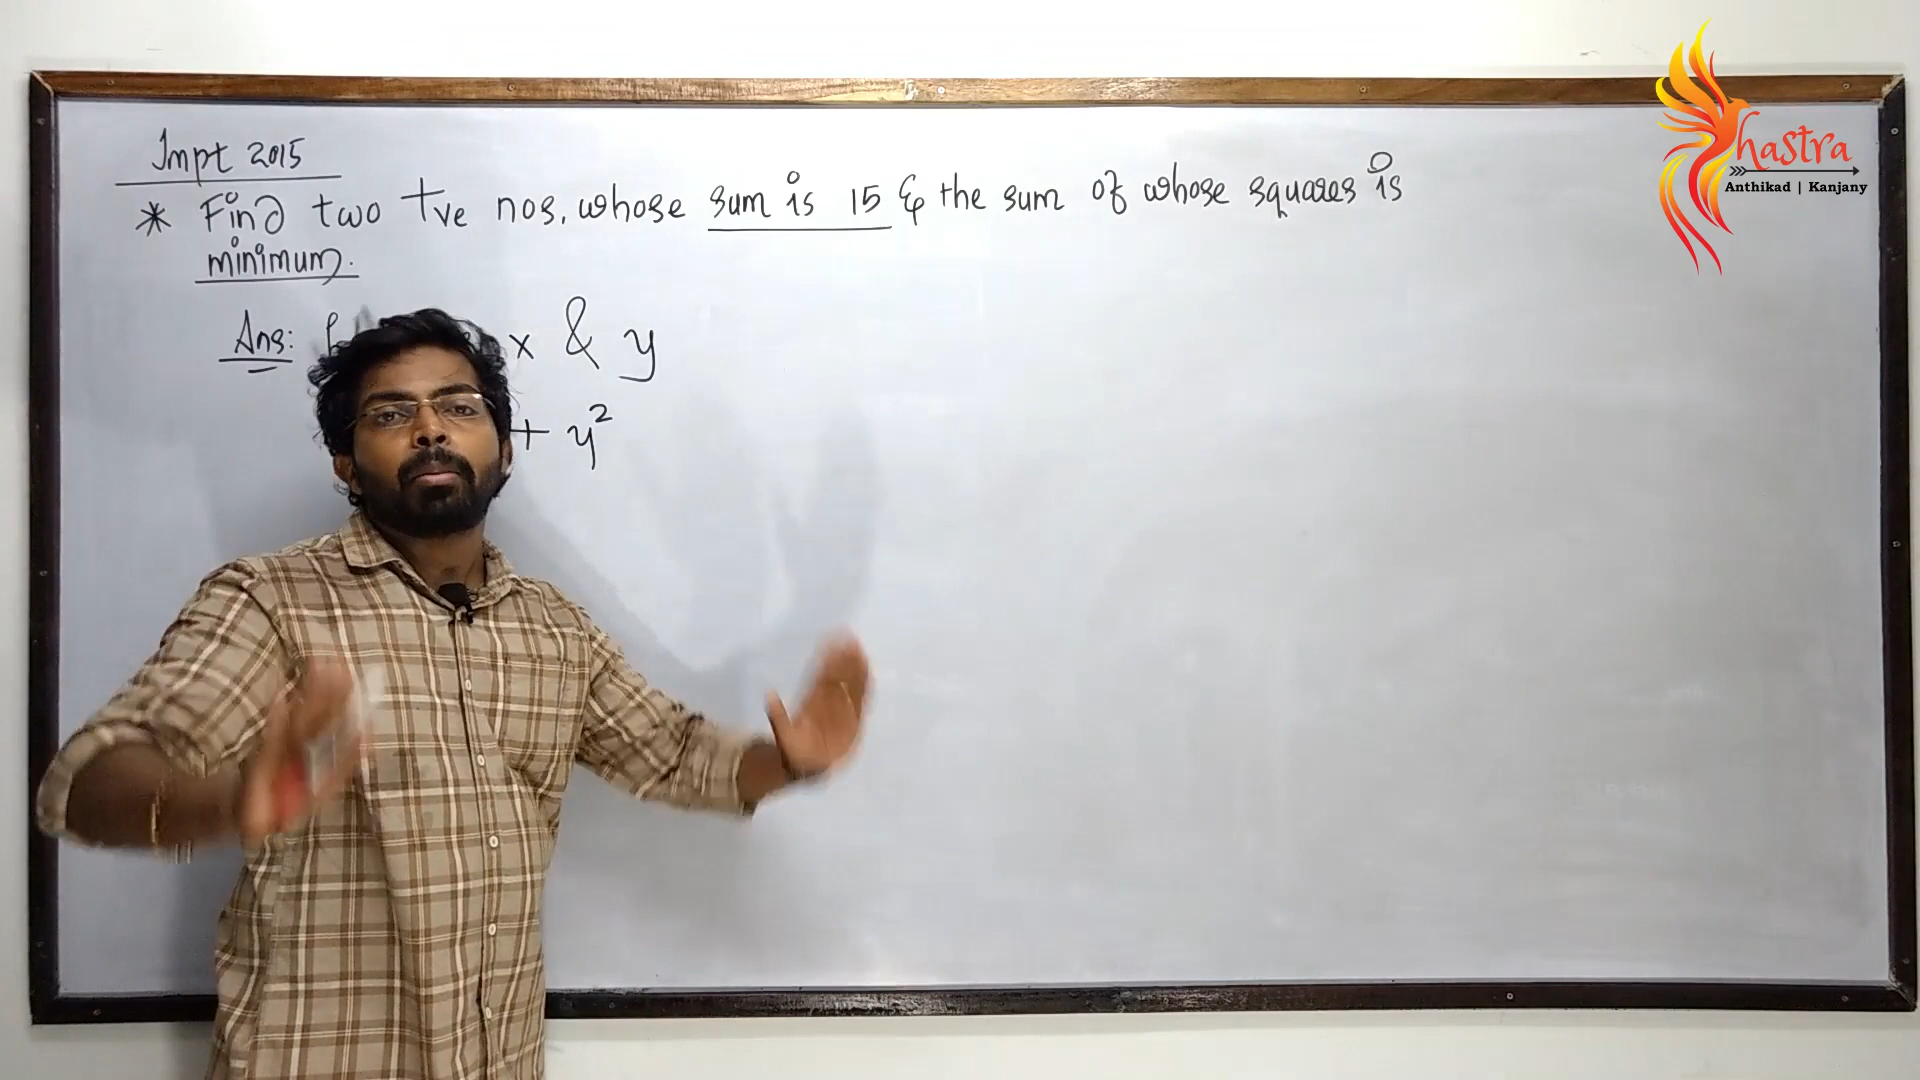 Impt 2015
* Find two +ve nos. whose sum is 15 & the sum of whose squares is
minimum.
Ans: x & y
+ y²
hastra
Anthikad | Kanjany